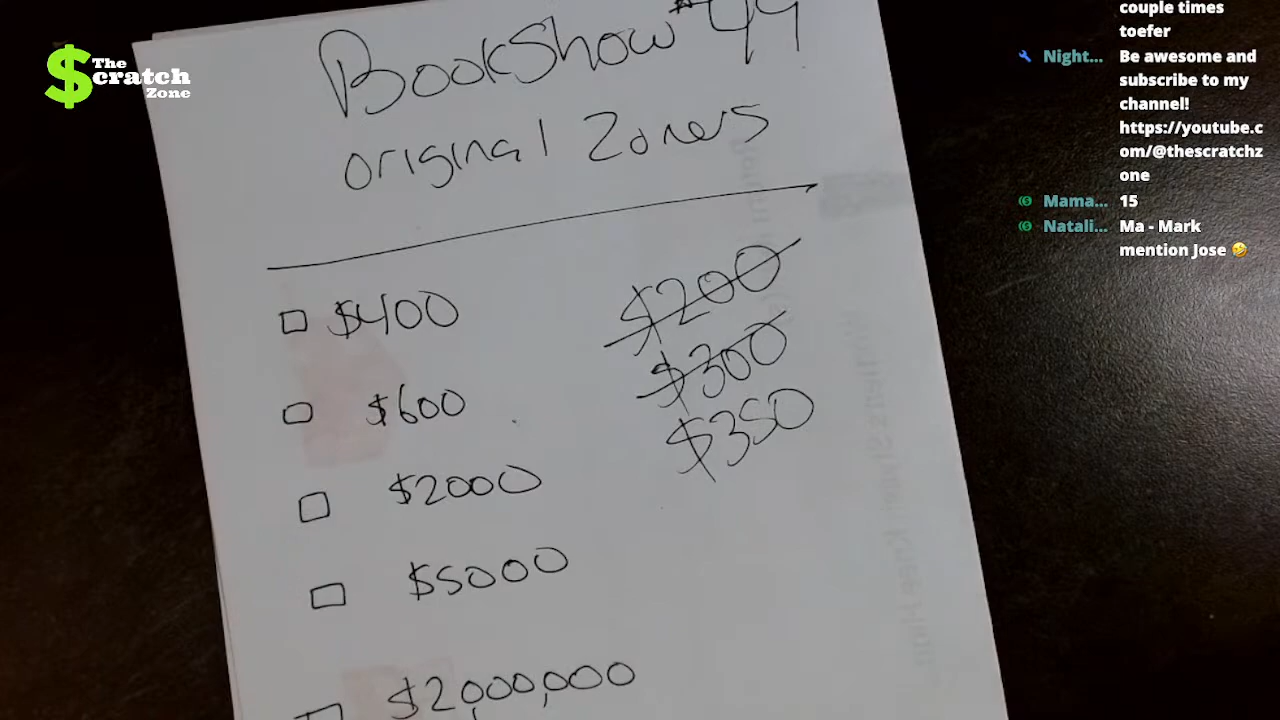 The
$cratch
Zone
BookShow #49
original Zoners
$400
$600
$2000
$5000
$2,000,000
$200
$300
$350
couple times
toefer
Night... Be awesome and
subscribe to my
channel!
https://youtube.c
om/@thescratchz
one
Mama... 15
Natali... Ma - Mark
mention Jose 🤣